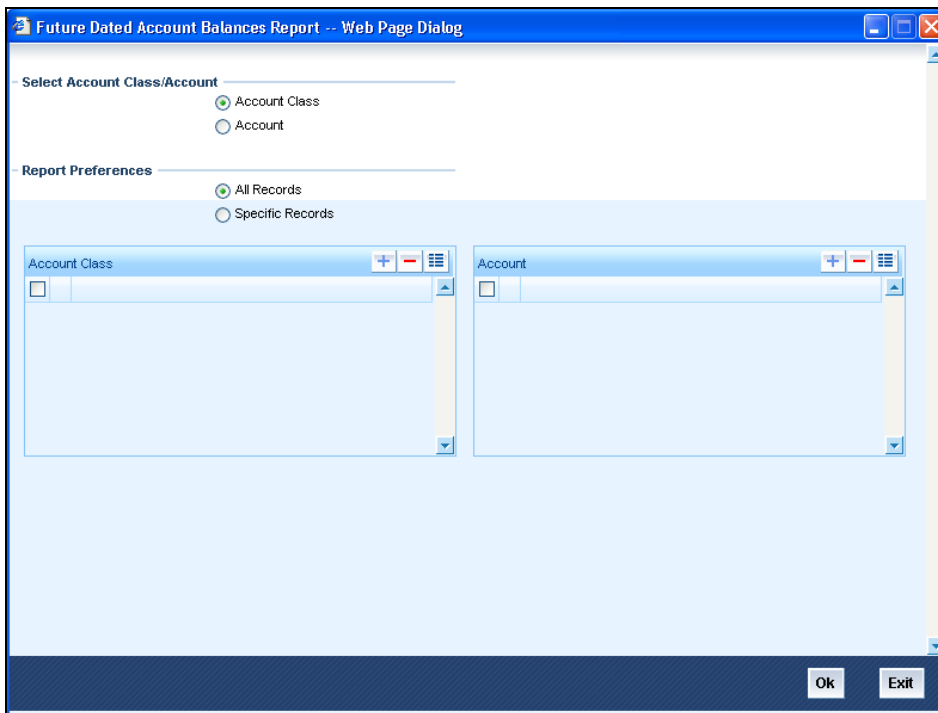 Future Dated Account Balances Report -- Web Page Dialog
Select Account Class/Account
Account Class
Account
Report Preferences
All Records
Specific Records
Account Class
Account
Ok
Exit